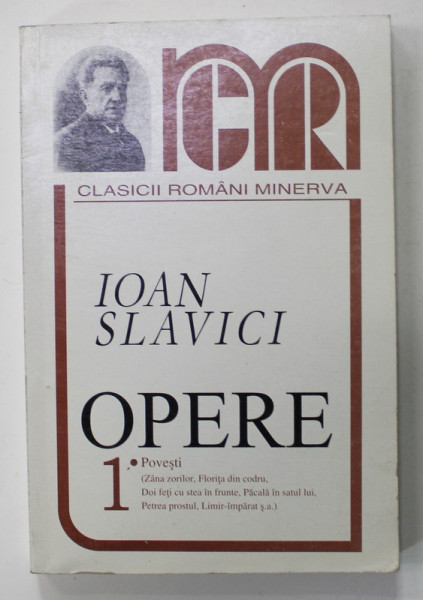 CMR
CLASICII ROMÂNI MINERVA
IOAN
SLAVICI
OPERE
1 • Povești
(Zâna zorilor, Florița din codru,
Doi feți cu stea în frunte, Păcală în satul lui,
Petrea prostul, Limir-împărat ș.a.)